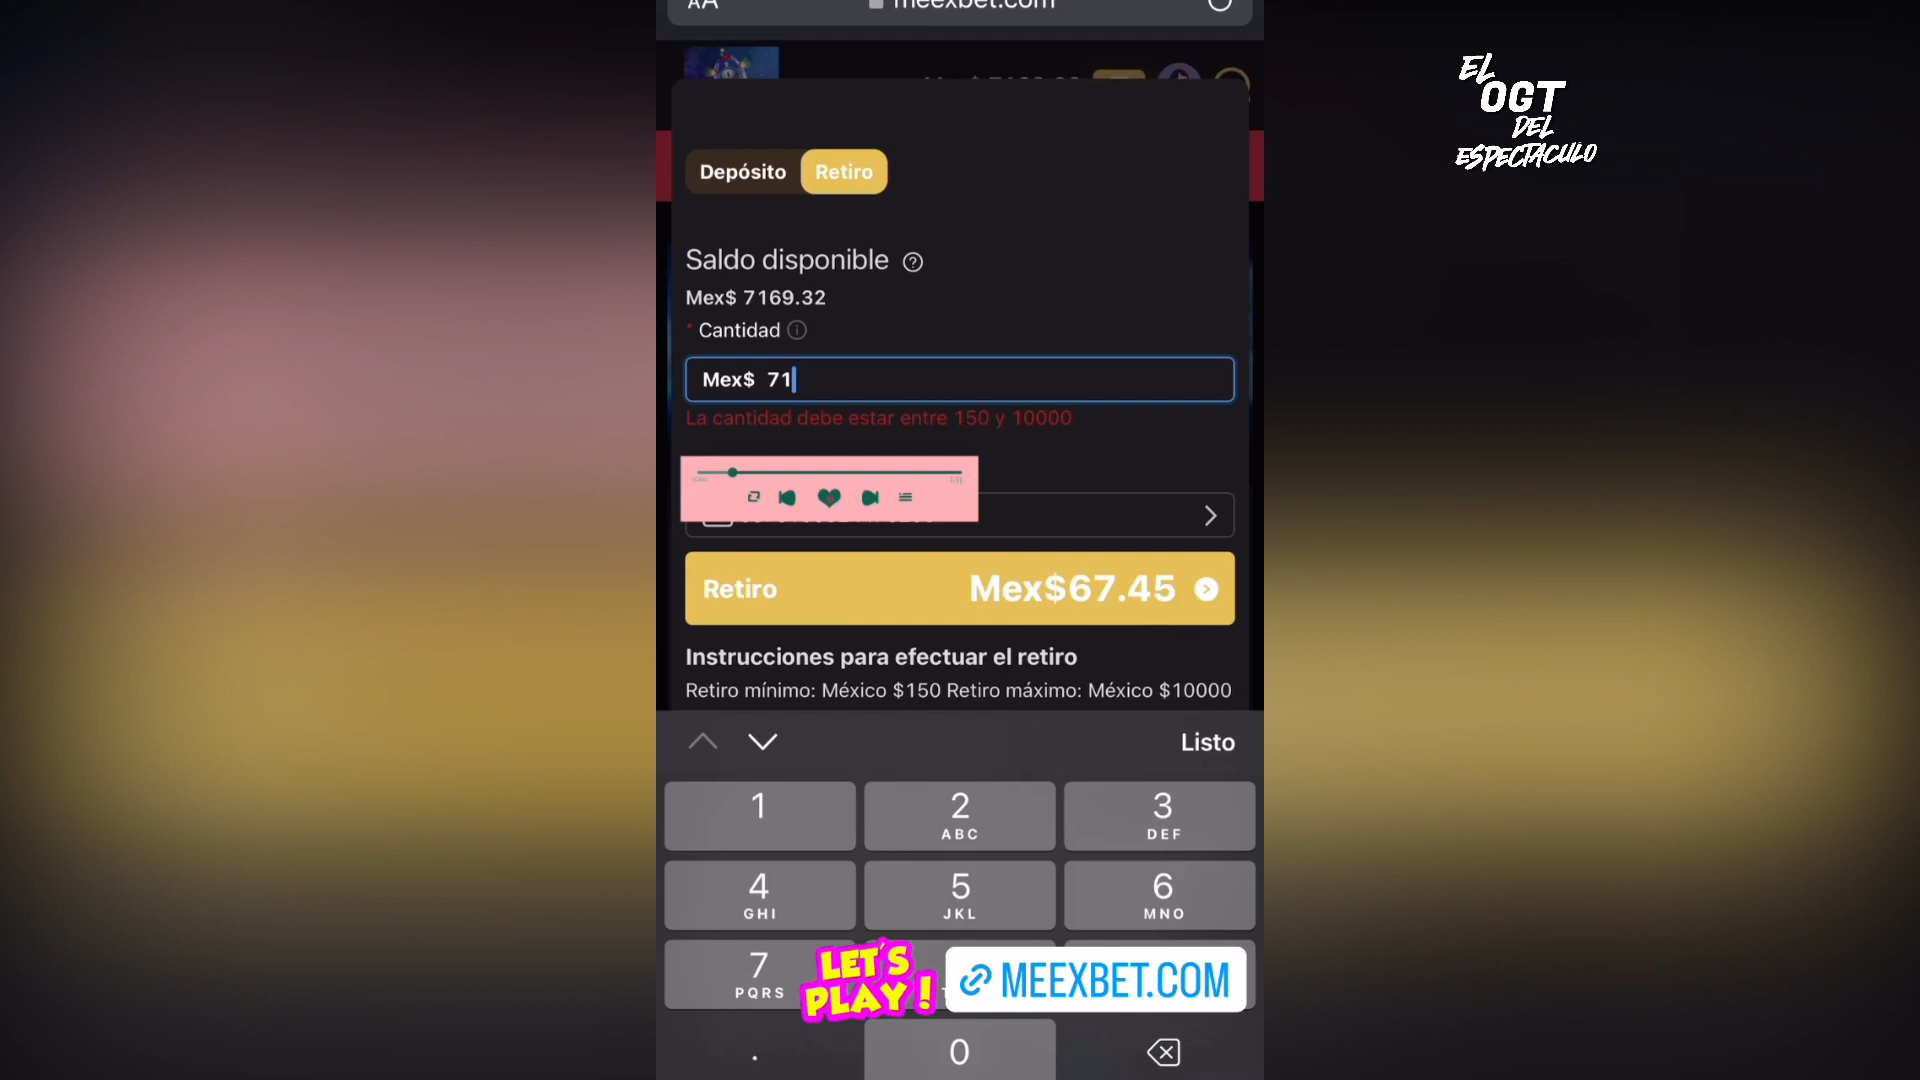 AA meexbet.com
EL
OGT
DEL
ESPECTACULO
Depósito Retiro
Saldo disponible ?
Mex$ 7169.32
* Cantidad
Mex$ 71
La cantidad debe estar entre 150 y 10000
Retiro Mex$67.45
Instrucciones para efectuar el retiro
Retiro mínimo: México $150 Retiro máximo: México $10000
Listo
1 2 3
ABC DEF
4 5 6
GHI JKL MNO
7
PQRS
LET'S
PLAY!
MEEXBET.COM
. 0